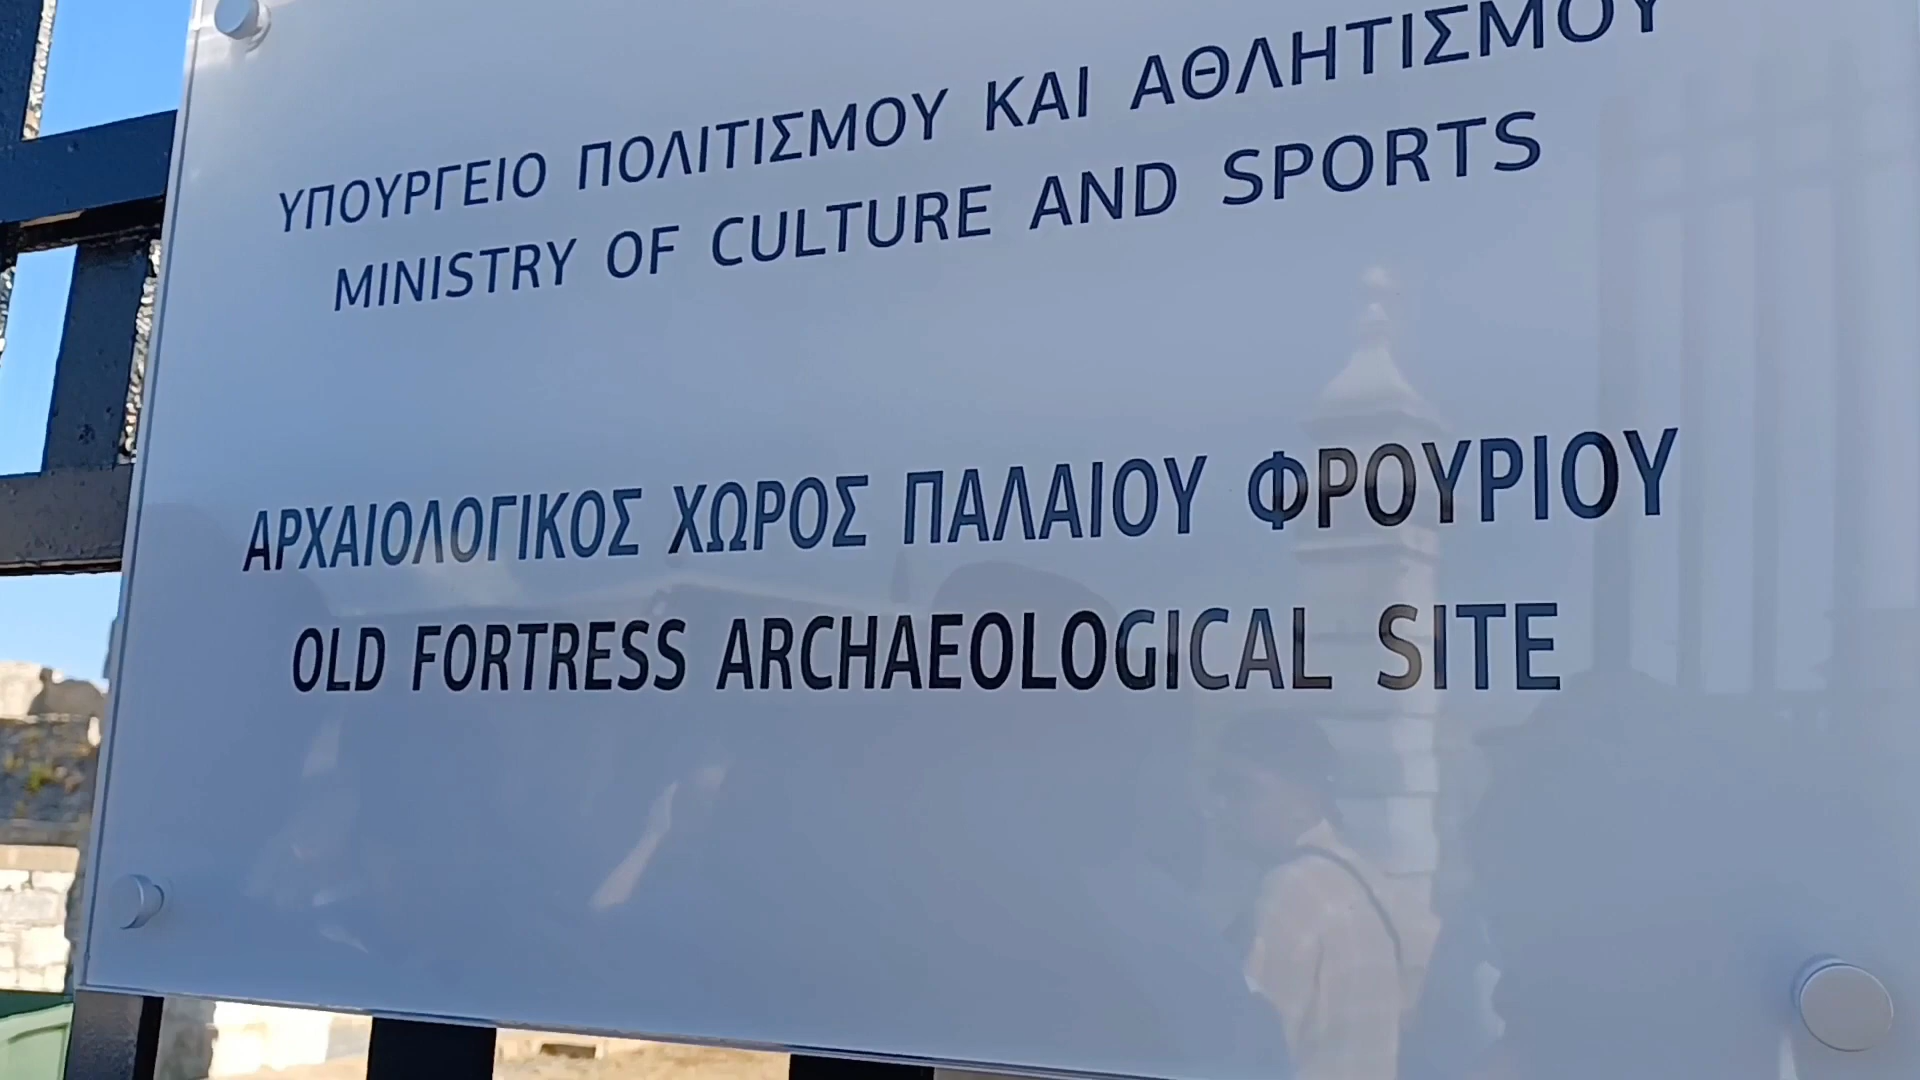 ΥΠΟΥΡΓΕΙΟ ΠΟΛΙΤΙΣΜΟΥ ΚΑΙ ΑΘΛΗΤΙΣΜΟΥ
MINISTRY OF CULTURE AND SPORTS
ΑΡΧΑΙΟΛΟΓΙΚΟΣ ΧΩΡΟΣ ΠΑΛΑΙΟΥ ΦΡΟΥΡΙΟΥ
OLD FORTRESS ARCHAEOLOGICAL SITE